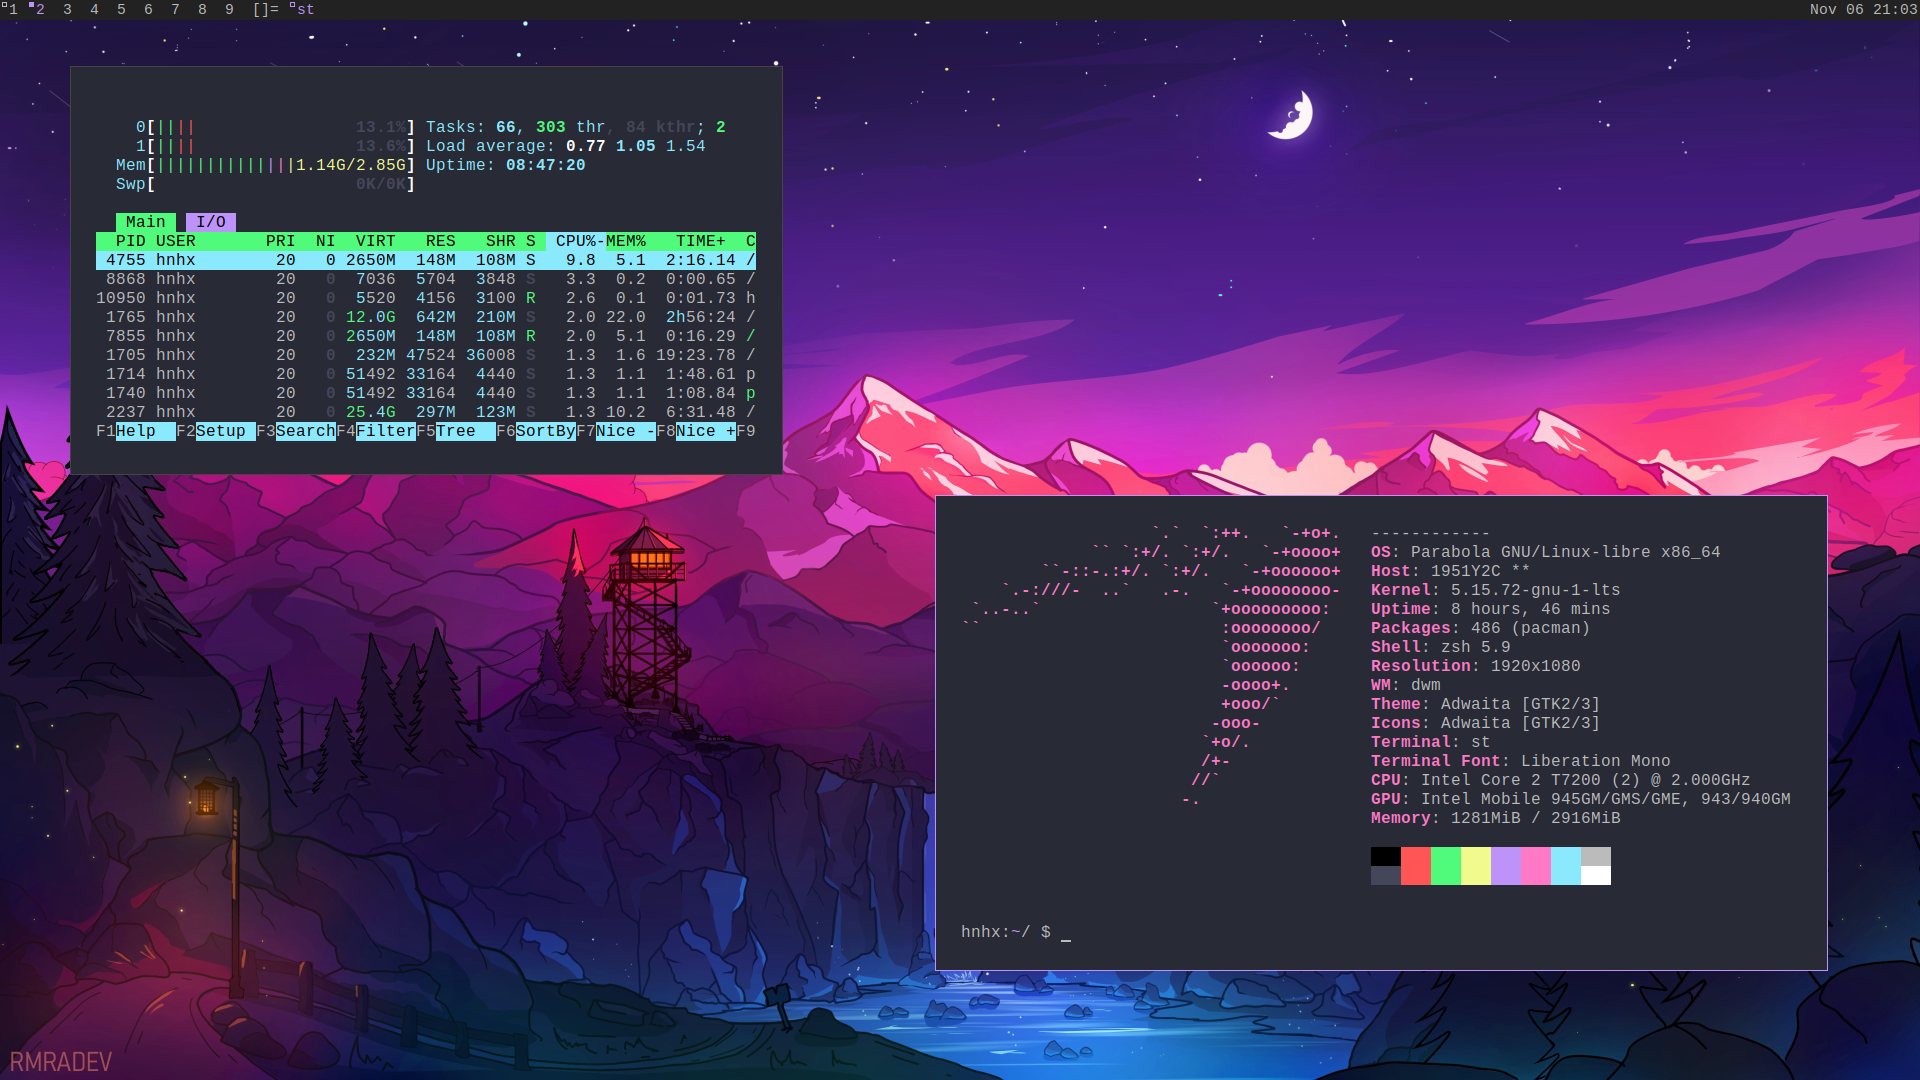 1 2 3 4 5 6 7 8 9 []= st Nov 06 21:03
0[|||| 13.1%] Tasks: 66, 303 thr, 84 kthr; 2
1[|||| 13.6%] Load average: 0.77 1.05 1.54
Mem[||||||||||||||1.14G/2.85G] Uptime: 08:47:20
Swp[ 0K/0K]
Main I/O
PID USER PRI NI VIRT RES SHR S CPU%-MEM% TIME+ C
4755 hnhx 20 0 2650M 148M 108M S 9.8 5.1 2:16.14 /
8868 hnhx 20 0 7036 5704 3848 S 3.3 0.2 0:00.65 /
10950 hnhx 20 0 5520 4156 3100 R 2.6 0.1 0:01.73 h
1765 hnhx 20 0 12.0G 642M 210M S 2.0 22.0 2h56:24 /
7855 hnhx 20 0 2650M 148M 108M R 2.0 5.1 0:16.29 /
1705 hnhx 20 0 232M 47524 36008 S 1.3 1.6 19:23.78 /
1714 hnhx 20 0 51492 33164 4440 S 1.3 1.1 1:48.61 p
1740 hnhx 20 0 51492 33164 4440 S 1.3 1.1 1:08.84 p
2237 hnhx 20 0 25.4G 297M 123M S 1.3 10.2 6:31.48 /
F1Help F2Setup F3SearchF4FilterF5Tree F6SortByF7Nice -F8Nice +F9
`.` `:++. `-+o+. ------------
`` `:+/. `:+/. `-+oooo+ OS: Parabola GNU/Linux-libre x86_64
``-::-.:+/. `:+/. `-+oooooo+ Host: 1951Y2C **
`.-:///- ..` .-. `-+oooooooo- Kernel: 5.15.72-gnu-1-lts
`..-..` `+ooooooooo: Uptime: 8 hours, 46 mins
`` :oooooooo/ Packages: 486 (pacman)
`ooooooo: Shell: zsh 5.9
`oooooo: Resolution: 1920x1080
-oooo+. WM: dwm
+ooo/` Theme: Adwaita [GTK2/3]
-ooo- Icons: Adwaita [GTK2/3]
`+o/. Terminal: st
/+- Terminal Font: Liberation Mono
//` CPU: Intel Core 2 T7200 (2) @ 2.000GHz
-. GPU: Intel Mobile 945GM/GMS/GME, 943/940GM
Memory: 1281MiB / 2916MiB
hnhx:~/ $ _
RMRADEV